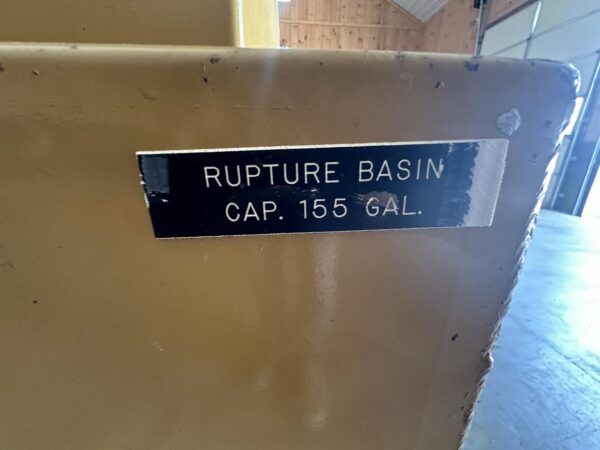 RUPTURE BASIN
CAP. 155 GAL.